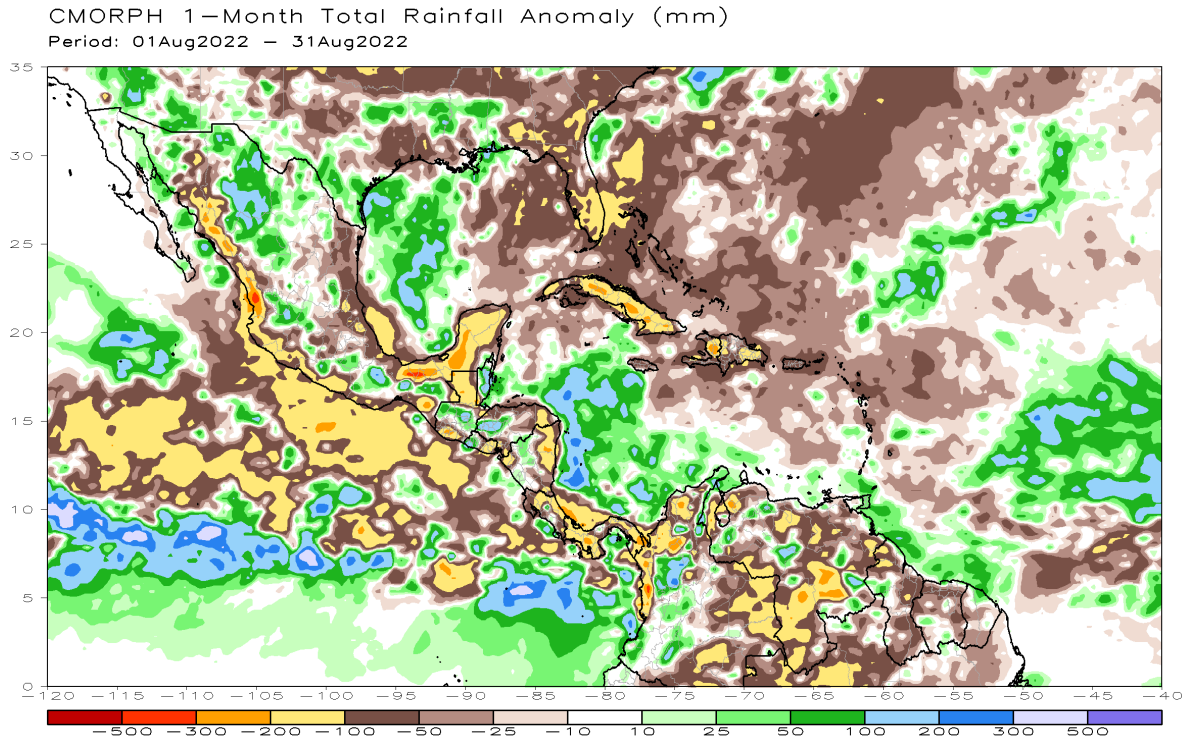 CMORPH 1-Month Total Rainfall Anomaly (mm)
Period: 01Aug2022 - 31Aug2022
35
30
25
20
15
10
5
0
-120 -115 -110 -105 -100 -95 -90 -85 -80 -75 -70 -65 -60 -55 -50 -45 -40
-500 -300 -200 -100 -50 -25 -10 10 25 50 100 200 300 500